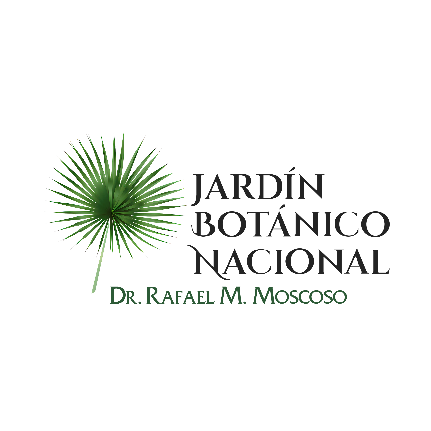 Jardín
Botánico
Nacional
Dr. Rafael M. Moscoso